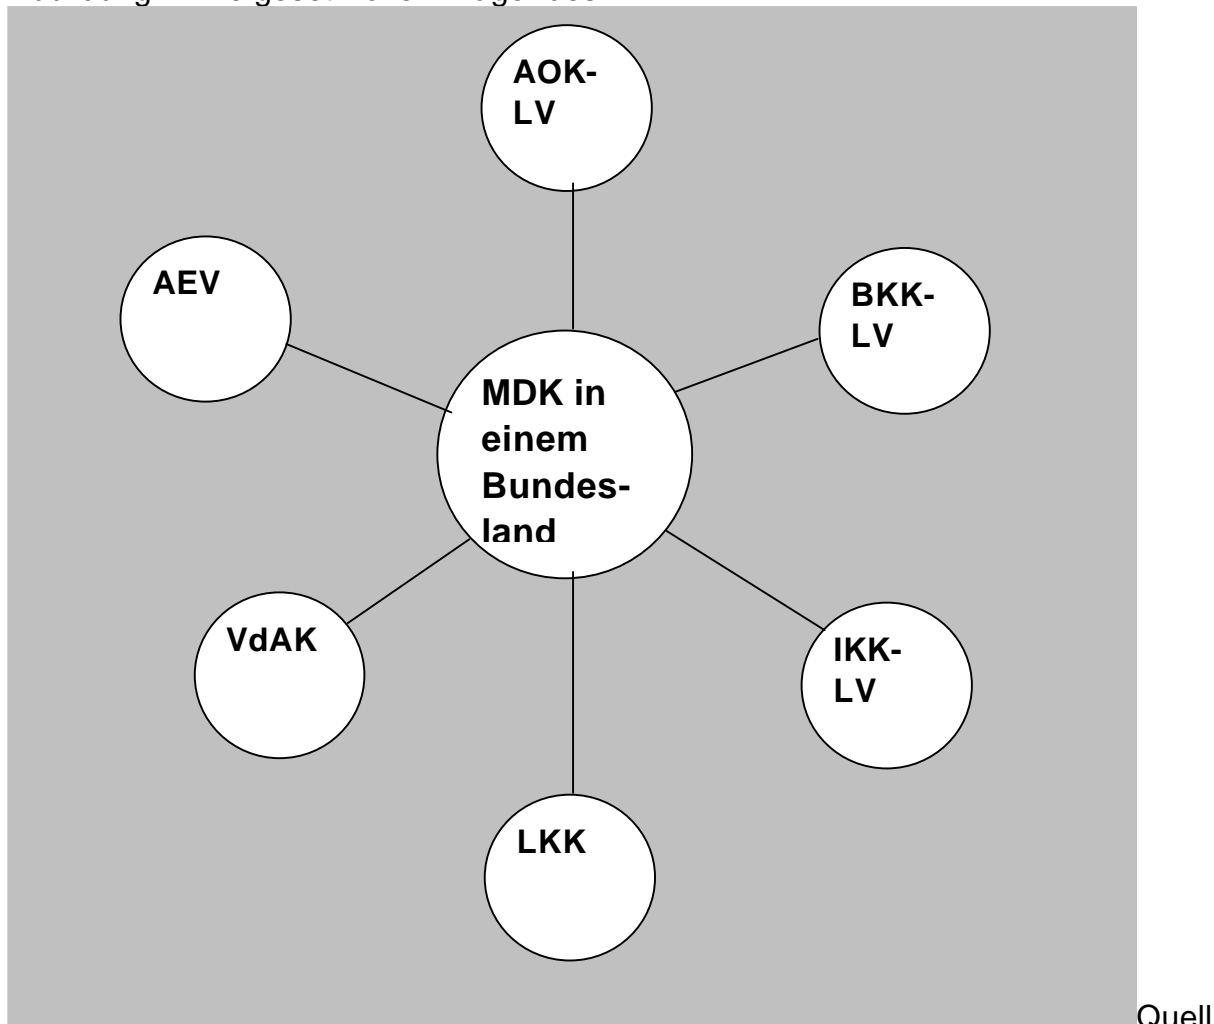 AOK-
LV
AEV
BKK-
LV
MDK in
einem
Bundes-
land
VdAK
IKK-
LV
LKK
Quell